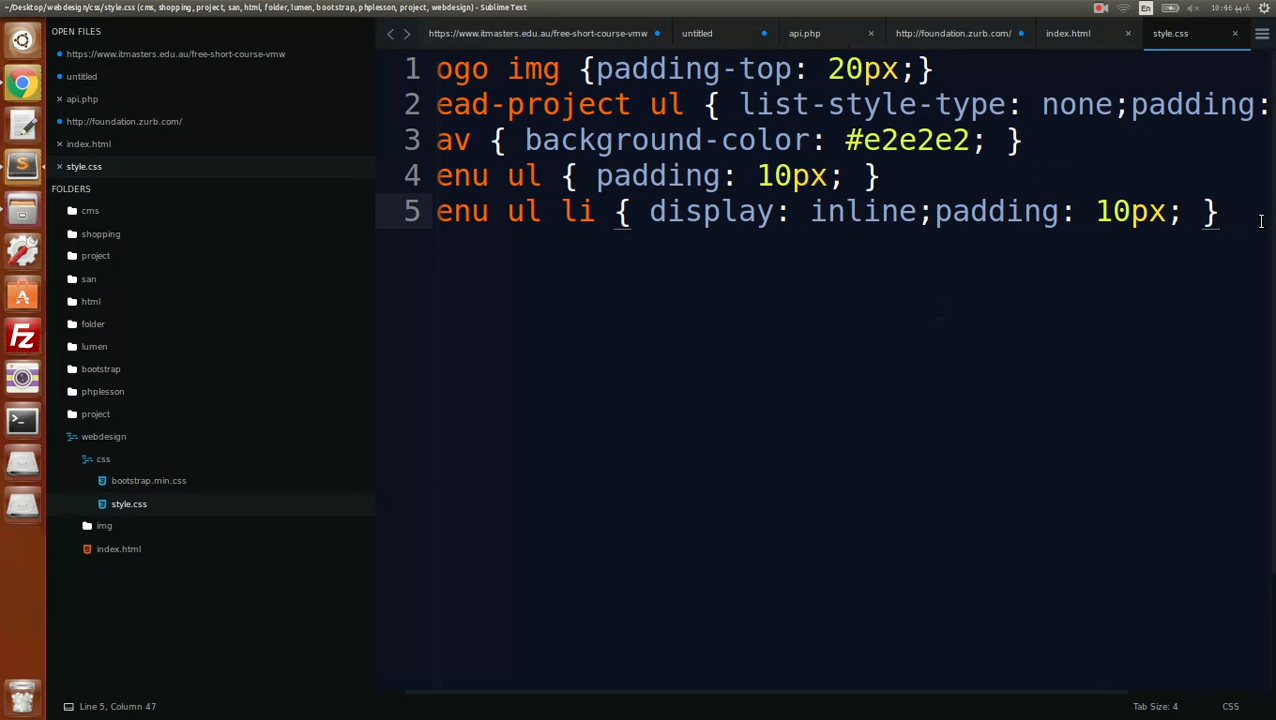 ~/Desktop/webdesign/css/style.css (cms, shopping, project, san, html, folder, lumen, bootstrap, phplesson, project, webdesign) - Sublime Text
En
OPEN FILES
https://www.itmasters.edu.au/free-short-course-vmw
untitled
api.php
http://foundation.zurb.com/
index.html
style.css
FOLDERS
cms
shopping
project
san
html
folder
lumen
bootstrap
phplesson
project
webdesign
css
bootstrap.min.css
style.css
img
index.html
https://www.itmasters.edu.au/free-short-course-vmw
untitled
api.php
http://foundation.zurb.com/
index.html
style.css
1 ogo img {padding-top: 20px;}
2 ead-project ul { list-style-type: none;padding:
3 av { background-color: #e2e2e2; }
4 enu ul { padding: 10px; }
5 enu ul li { display: inline;padding: 10px; }
Line 5, Column 47
Tab Size: 4
CSS